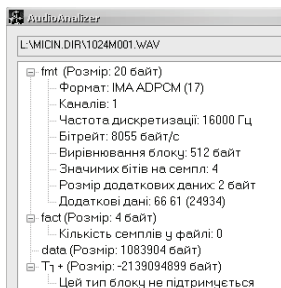 AudioAnalizer
L:\MICIN.DIR\1024M001.WAV
fmt (Розмір: 20 байт)
Формат: IMA ADPCM (17)
Каналів: 1
Частота дискретизації: 16000 Гц
Бітрейт: 8055 байт/с
Вирівнювання блоку: 512 байт
Значимих бітів на семпл: 4
Розмір додаткових даних: 2 байт
Додаткові дані: 66 61 (24934)
fact (Розмір: 4 байт)
Кількість семплів у файлі: 0
data (Розмір: 1083904 байт)
(Розмір: -2139094899 байт)
Цей тип блоку не підтримується